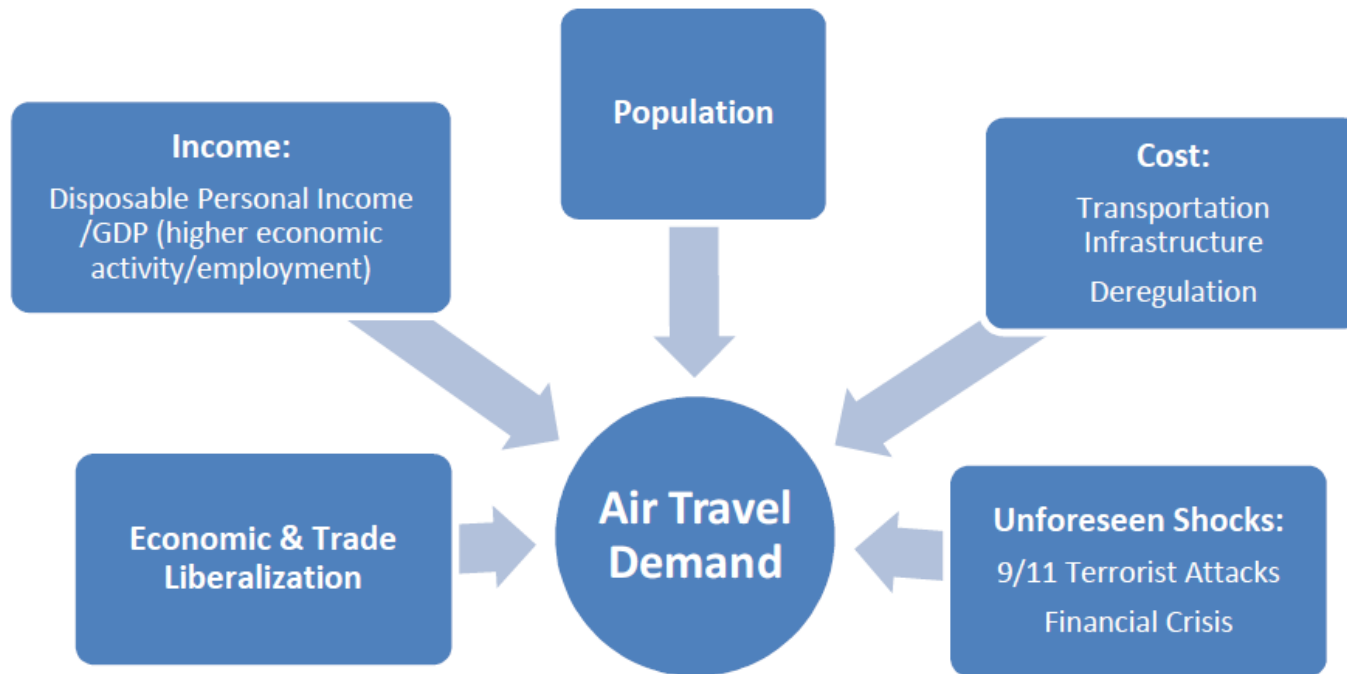 Population
Income:
Disposable Personal Income
/GDP (higher economic
activity/employment)
Cost:
Transportation
Infrastructure
Deregulation
Economic & Trade
Liberalization
Air Travel
Demand
Unforeseen Shocks:
9/11 Terrorist Attacks
Financial Crisis